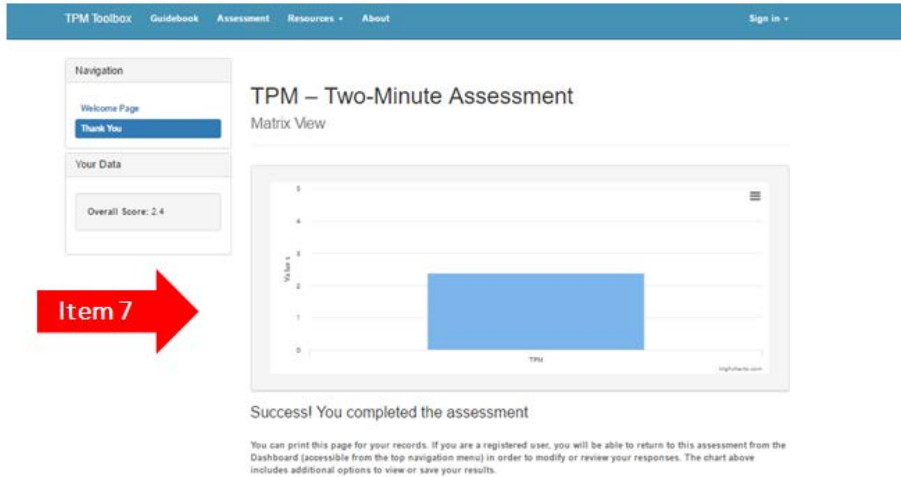 TPM Toolbox Guidebook Assessment Resources About Sign in
Navigation
Welcome Page
Thank You
Your Data
Overall Score: 2.4
Item 7
TPM – Two-Minute Assessment
Matrix View
5
4
3
2
1
0
Values
TPM
Highcharts.com
Success! You completed the assessment
You can print this page for your records. If you are a registered user, you will be able to return to this assessment from the
Dashboard (accessible from the top navigation menu) in order to modify or review your responses. The chart above
includes additional options to view or save your results.